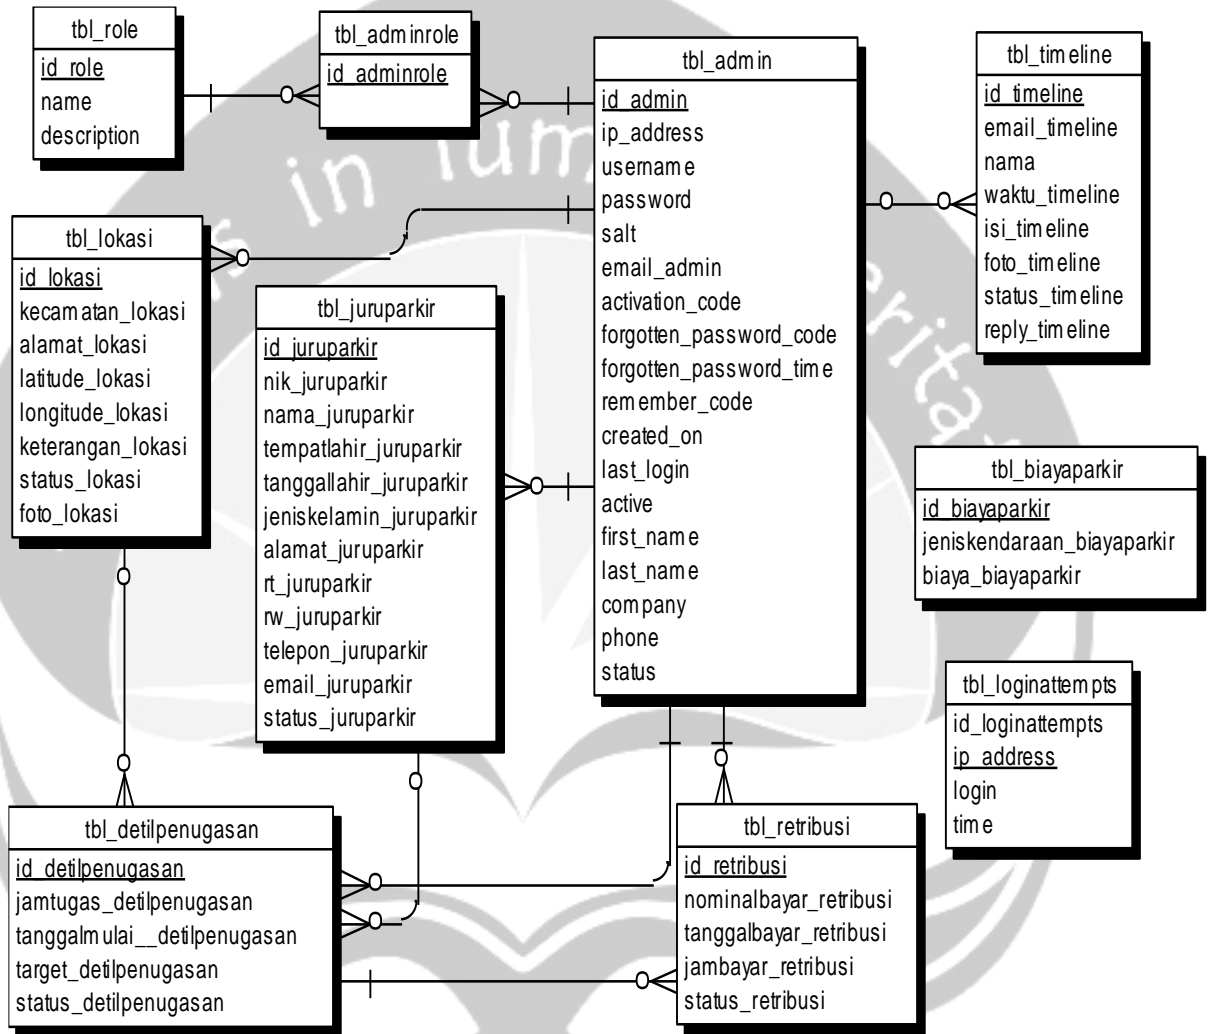 tbl_role
id_role
name
description
tbl_adminrole
id_adminrole
tbl_admin
id_admin
ip_address
username
password
salt
email_admin
activation_code
forgotten_password_code
forgotten_password_time
remember_code
created_on
last_login
active
first_name
last_name
company
phone
status
tbl_timeline
id_timeline
email_timeline
nama
waktu_timeline
isi_timeline
foto_timeline
status_timeline
reply_timeline
tbl_lokasi
id_lokasi
kecamatan_lokasi
alamat_lokasi
latitude_lokasi
longitude_lokasi
keterangan_lokasi
status_lokasi
foto_lokasi
tbl_juruparkir
id_juruparkir
nik_juruparkir
nama_juruparkir
tempatlahir_juruparkir
tanggallahir_juruparkir
jeniskelamin_juruparkir
alamat_juruparkir
rt_juruparkir
rw_juruparkir
telepon_juruparkir
email_juruparkir
status_juruparkir
tbl_biayaparkir
id_biayaparkir
jeniskendaraan_biayaparkir
biaya_biayaparkir
tbl_loginattempts
id_loginattempts
ip_address
login
time
tbl_detilpenugasan
id_detilpenugasan
jamtugas_detilpenugasan
tanggalmulai__detilpenugasan
target_detilpenugasan
status_detilpenugasan
tbl_retribusi
id_retribusi
nominalbayar_retribusi
tanggalbayar_retribusi
jambayar_retribusi
status_retribusi
in